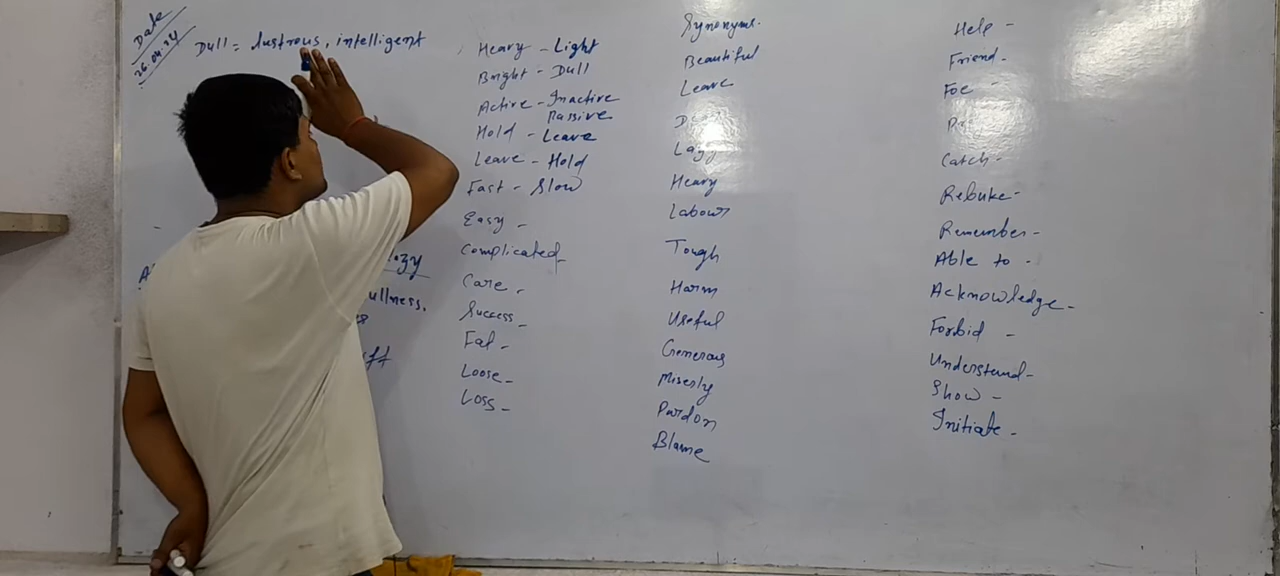 Date
26.04.24
Dull = lustrous, intelligent
ullness,
Heavy - Light
Bright - Dull
Active - Inactive
Passive
Hold - Leave
Leave - Hold
Fast - Slow
Easy -
Complicated -
Care -
Success -
Fat -
Loose -
Loss -
Synonyms.
Beautiful
Leave
Lazy
Heavy
Labour
Tough
Harm
Useful
Generous
Miserly
Pardon
Blame
Help -
Friend -
Foe -
Catch -
Rebuke -
Remember -
Able to -
Acknowledge -
Forbid -
Understand -
Show -
Initiate -